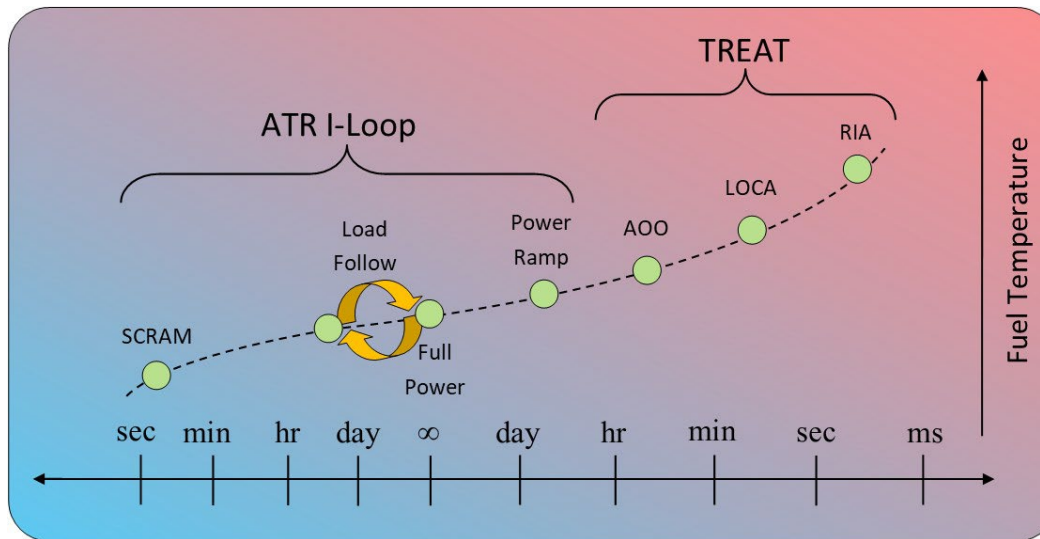 TREAT
ATR I-Loop
RIA
LOCA
Power
Ramp
AOO
Load
Follow
SCRAM
Full
Power
Fuel Temperature
sec min hr day ∞ day hr min sec ms